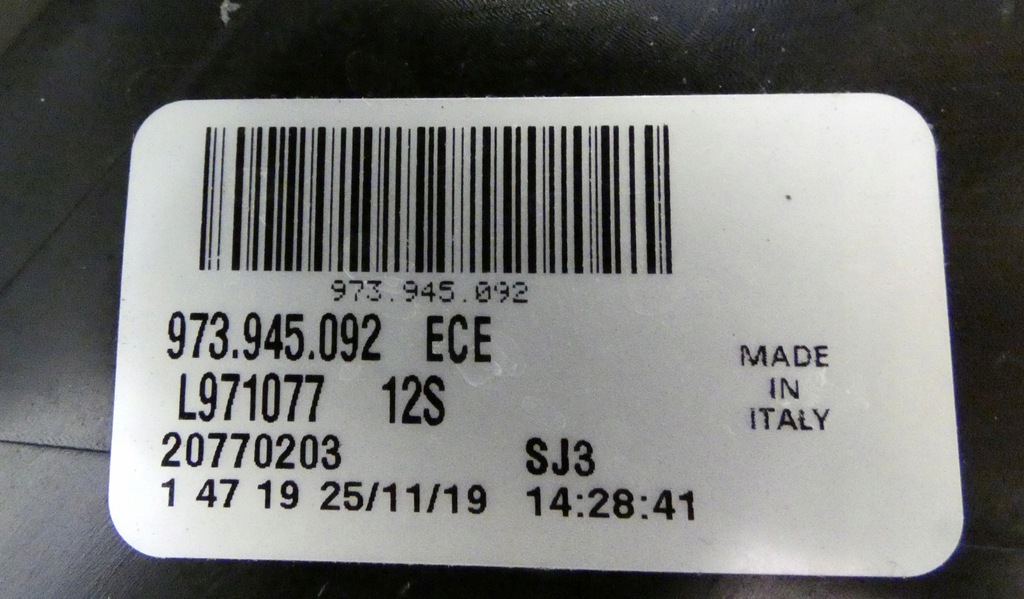 973.945.092
973.945.092 ECE
L971077 12S
20770203 SJ3
1 47 19 25/11/19 14:28:41
MADE
IN
ITALY